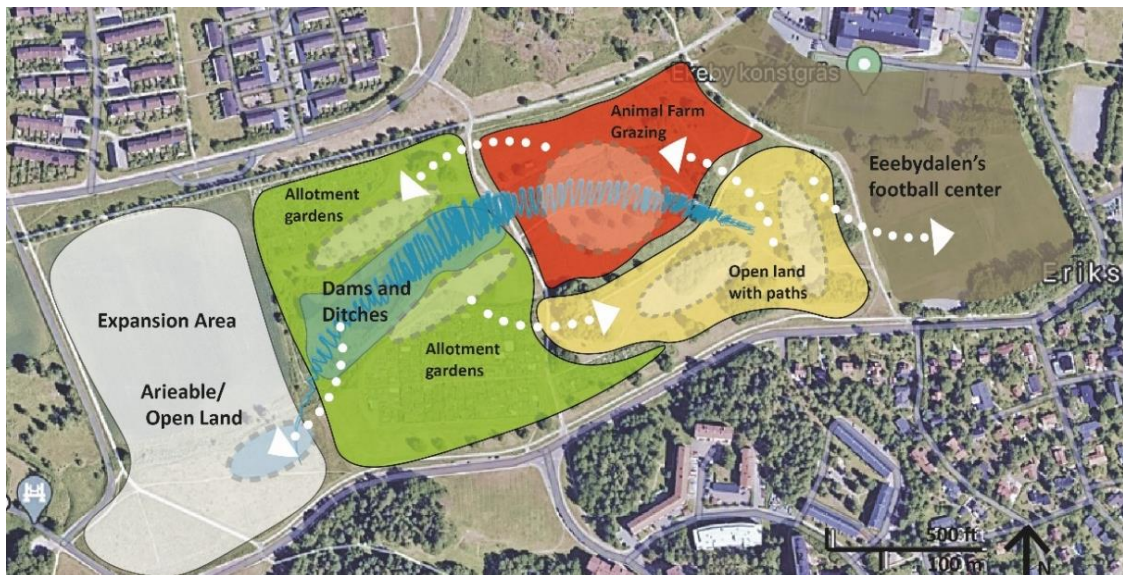 Ekeby konstgräs
Animal Farm
Grazing
Allotment
gardens
Eeebydalen's
football center
Open land
with paths
Eriks
Dams and
Ditches
Expansion Area
Allotment
gardens
Arieable/
Open Land
500 ft
100 m
N